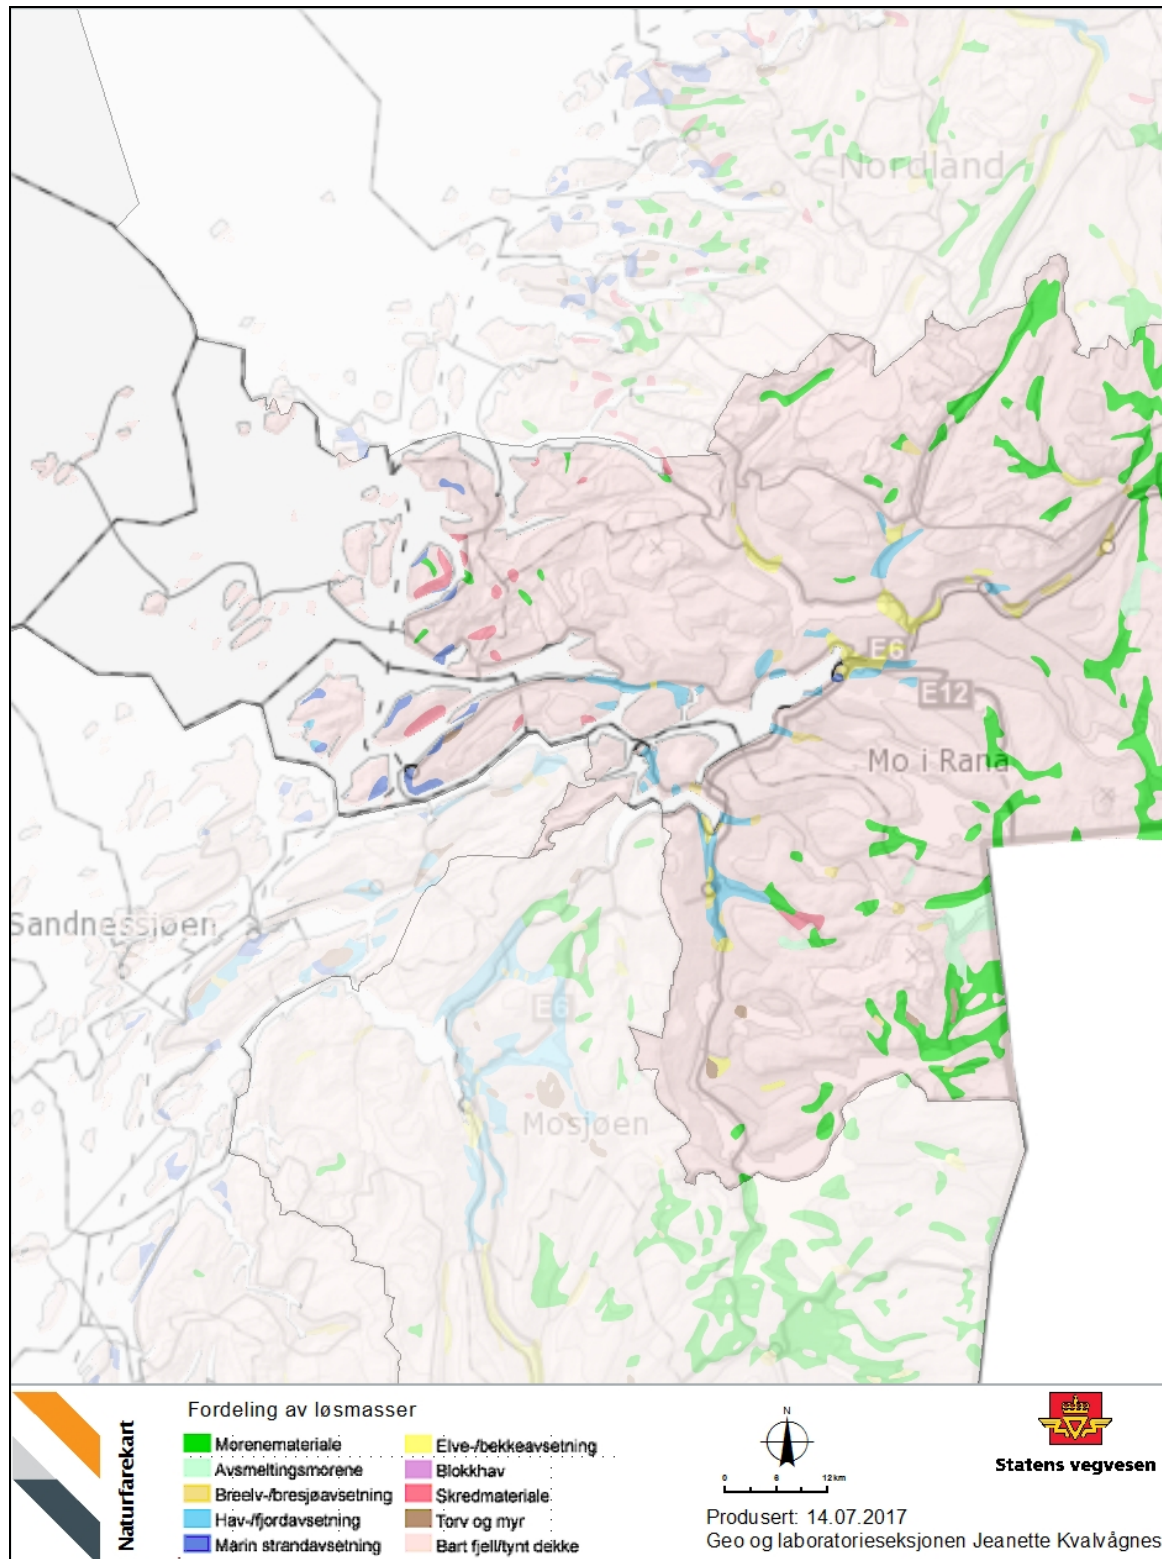 Nordland
E6
E12
Mo i Rana
Sandnessjøen
E6
Mosjøen
Naturfarekart
Fordeling av løsmasser
Morenemateriale
Avsmeltingsmorene
Breelv-/bresjøavsetning
Hav-/fjordavsetning
Marin strandavsetning
Elve-/bekkeavsetning
Blokkhav
Skredmateriale
Torv og myr
Bart fjell/tynt dekke
N
0 6 12 km
Statens vegvesen
Produsert: 14.07.2017
Geo og laboratorieseksjonen Jeanette Kvalvågnes